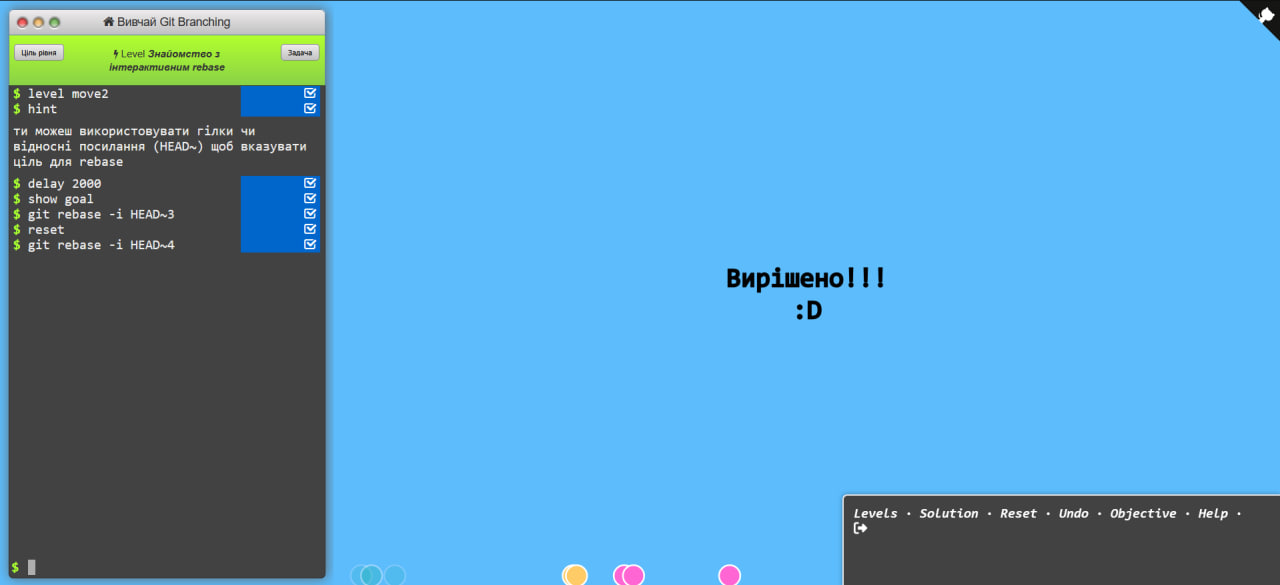 Вивчай Git Branching
Ціль рівня
Level Знайомство з
інтерактивним rebase
Задача
$ level move2
$ hint
ти можеш використовувати гілки чи
відносні посилання (HEAD~) щоб вказувати
ціль для rebase
$ delay 2000
$ show goal
$ git rebase -i HEAD~3
$ reset
$ git rebase -i HEAD~4
$
Вирішено!!!
:D
Levels · Solution · Reset · Undo · Objective · Help ·